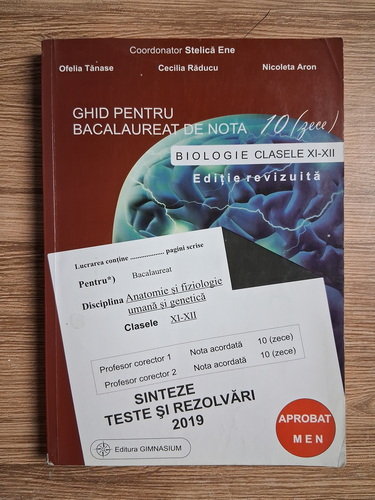 Coordonator Stelică Ene
Ofelia Tănase Cecilia Răducu Nicoleta Aron
GHID PENTRU
BACALAUREAT DE NOTA 10 (zece)
BIOLOGIE CLASELE XI-XII
Ediție revizuită
Lucrarea conține .................... pagini scrise
Pentru*) Bacalaureat
Disciplina Anatomie și fiziologie
umană și genetică
Clasele XI-XII
Profesor corector 1 Nota acordată 10 (zece)
Profesor corector 2 Nota acordată 10 (zece)
SINTEZE
TESTE ȘI REZOLVĂRI
2019
Editura GIMNASIUM
APROBAT
MEN